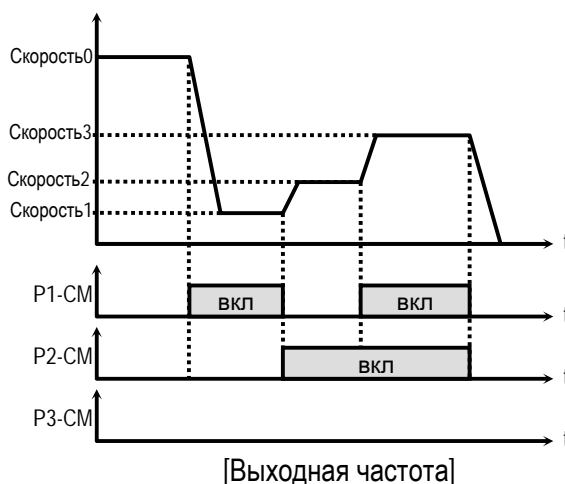 Скорость0
Скорость3
Скорость2
Скорость1
t
P1-CM
вкл
вкл
t
P2-CM
вкл
t
P3-CM
t
[Выходная частота]